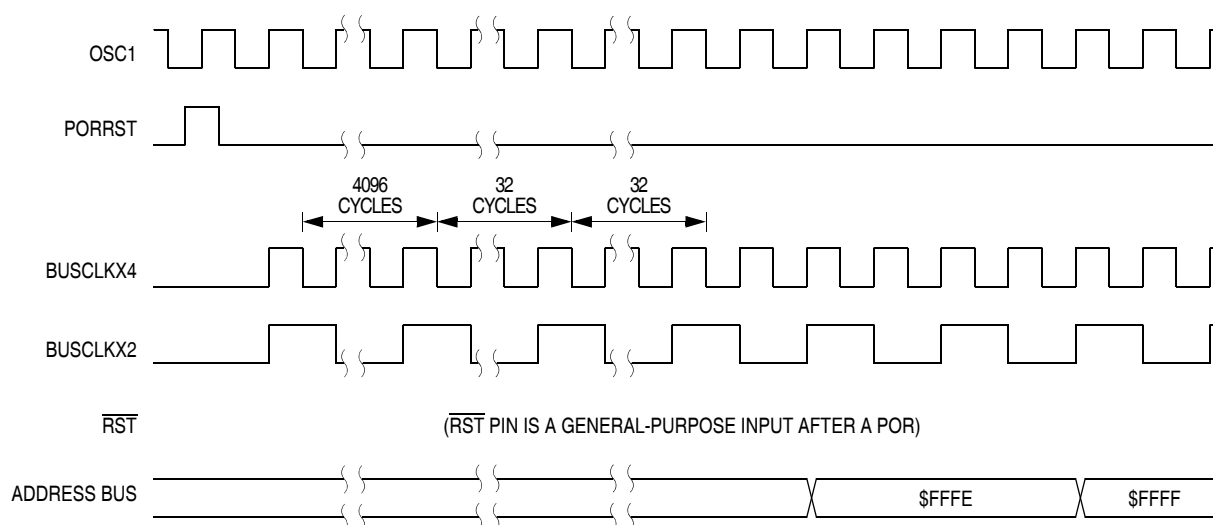 OSC1
PORRST
4096
CYCLES
32
CYCLES
32
CYCLES
BUSCLKX4
BUSCLKX2
RST
(RST PIN IS A GENERAL-PURPOSE INPUT AFTER A POR)
ADDRESS BUS
$FFFE
$FFFF